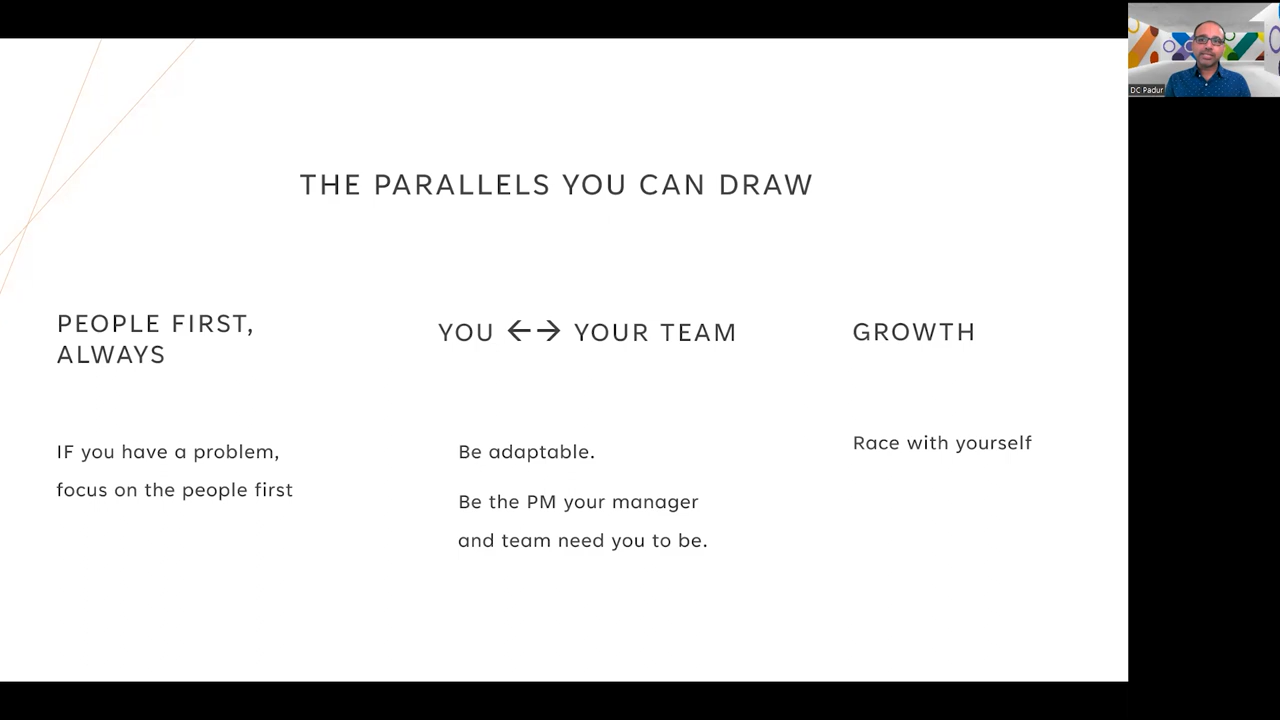 THE PARALLELS YOU CAN DRAW
PEOPLE FIRST,
ALWAYS
IF you have a problem,
focus on the people first
YOU ←→ YOUR TEAM
Be adaptable.
Be the PM your manager
and team need you to be.
GROWTH
Race with yourself
DC Padur